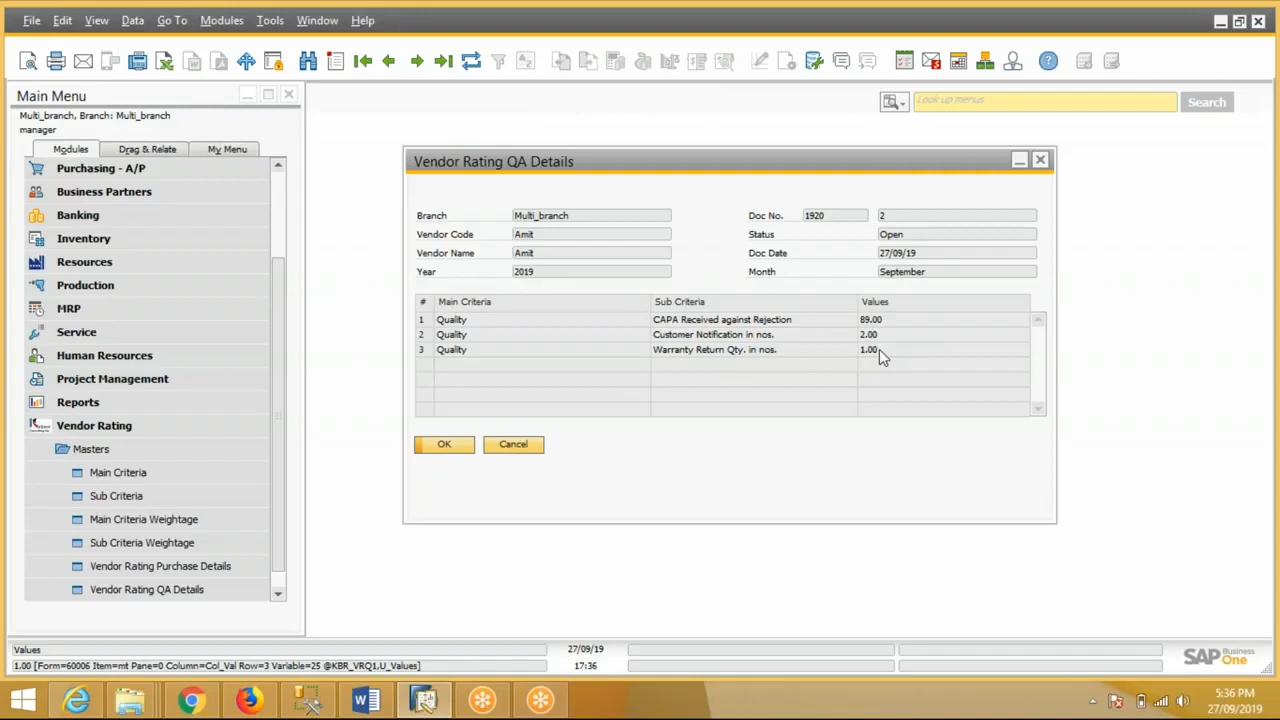 File Edit View Data Go To Modules Tools Window Help
Main Menu
Multi_branch, Branch: Multi_branch
manager
Modules Drag & Relate My Menu
Look up menus Search
Purchasing - A/P
Business Partners
Banking
Inventory
Resources
Production
MRP
Service
Human Resources
Project Management
Reports
Vendor Rating
Masters
Main Criteria
Sub Criteria
Main Criteria Weightage
Sub Criteria Weightage
Vendor Rating Purchase Details
Vendor Rating QA Details
Vendor Rating QA Details
Branch Multi_branch Doc No. 1920 2
Vendor Code Amit Status Open
Vendor Name Amit Doc Date 27/09/19
Year 2019 Month September
# Main Criteria Sub Criteria Values
1 Quality CAPA Received against Rejection 89.00
2 Quality Customer Notification in nos. 2.00
3 Quality Warranty Return Qty. in nos. 1.00
OK Cancel
Values 27/09/19
1.00 [Form=60006 Item=mt Pane=0 Column=Col_Val Row=3 Variable=25 @KBR_VRQ1,U_Values] 17:36
SAP Business One
5:36 PM
27/09/2019